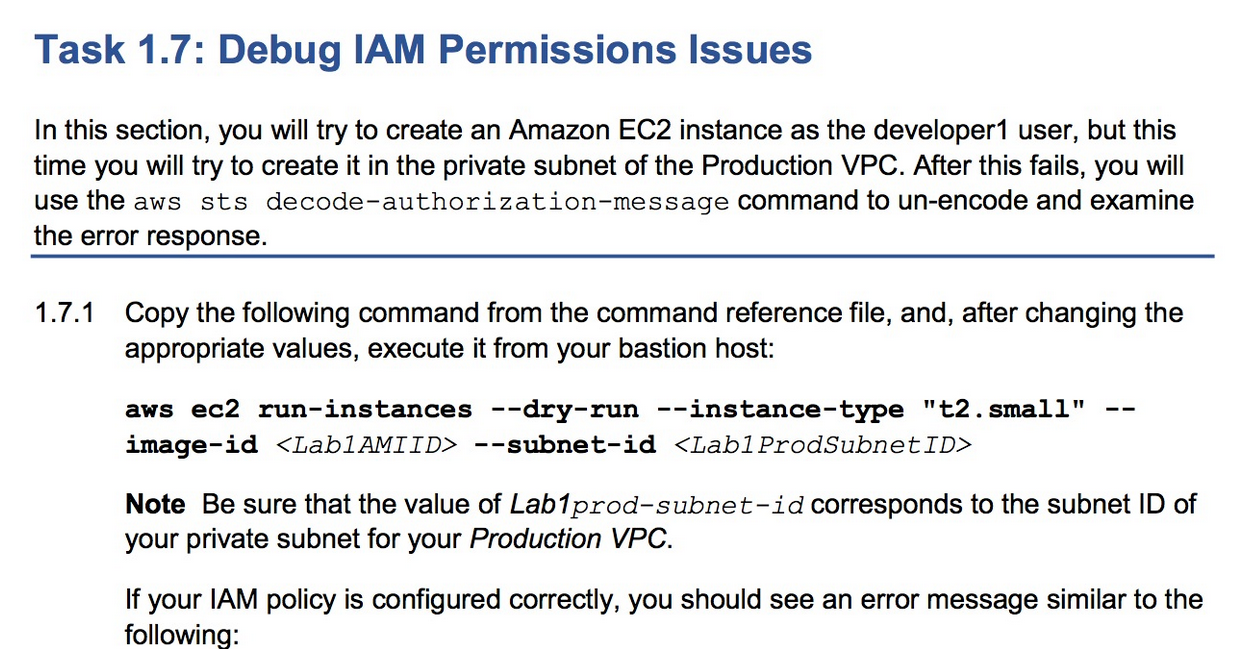 Task 1.7: Debug IAM Permissions Issues
In this section, you will try to create an Amazon EC2 instance as the developer1 user, but this
time you will try to create it in the private subnet of the Production VPC. After this fails, you will
use the aws sts decode-authorization-message command to un-encode and examine
the error response.
1.7.1 Copy the following command from the command reference file, and, after changing the
appropriate values, execute it from your bastion host:
aws ec2 run-instances --dry-run --instance-type "t2.small" --
image-id <Lab1AMIID> --subnet-id <Lab1ProdSubnetID>
Note Be sure that the value of Lab1prod-subnet-id corresponds to the subnet ID of
your private subnet for your Production VPC.
If your IAM policy is configured correctly, you should see an error message similar to the
following: